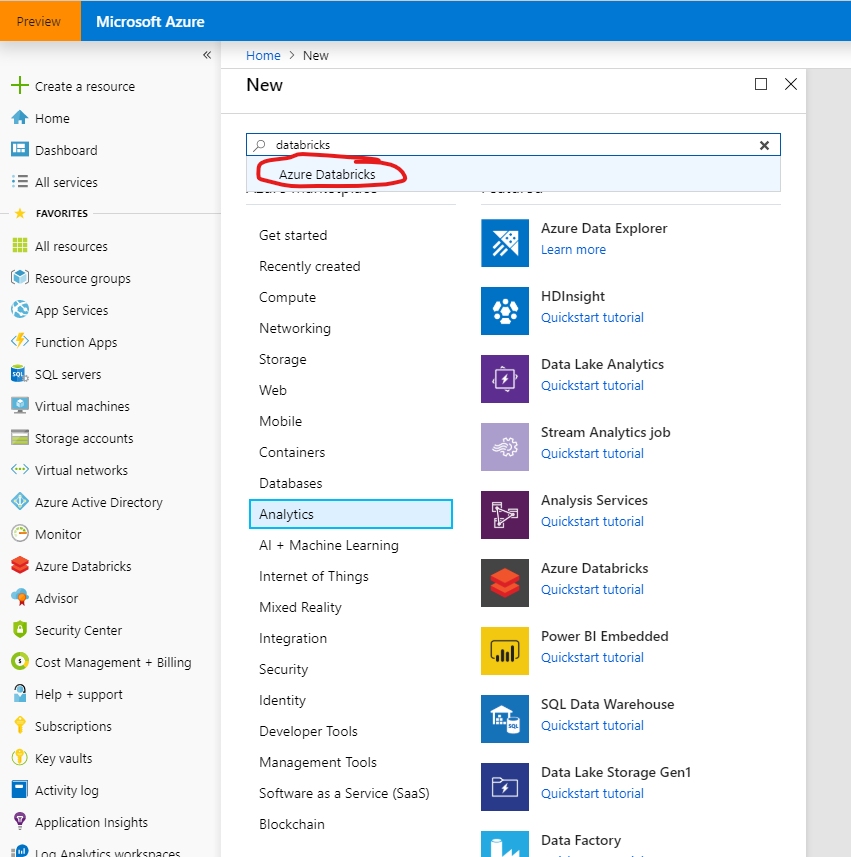 Preview
Microsoft Azure
«
Create a resource
Home
Dashboard
All services
FAVORITES
All resources
Resource groups
App Services
Function Apps
SQL servers
Virtual machines
Storage accounts
Virtual networks
Azure Active Directory
Monitor
Azure Databricks
Advisor
Security Center
Cost Management + Billing
Help + support
Subscriptions
Key vaults
Activity log
Application Insights
Log Analytics workspaces
Home > New
New
databricks
Azure Databricks
Azure Marketplace
Featured
Get started
Recently created
Compute
Networking
Storage
Web
Mobile
Containers
Databases
Analytics
AI + Machine Learning
Internet of Things
Mixed Reality
Integration
Security
Identity
Developer Tools
Management Tools
Software as a Service (SaaS)
Blockchain
Azure Data Explorer
Learn more
HDInsight
Quickstart tutorial
Data Lake Analytics
Quickstart tutorial
Stream Analytics job
Quickstart tutorial
Analysis Services
Quickstart tutorial
Azure Databricks
Quickstart tutorial
Power BI Embedded
Quickstart tutorial
SQL Data Warehouse
Quickstart tutorial
Data Lake Storage Gen1
Quickstart tutorial
Data Factory